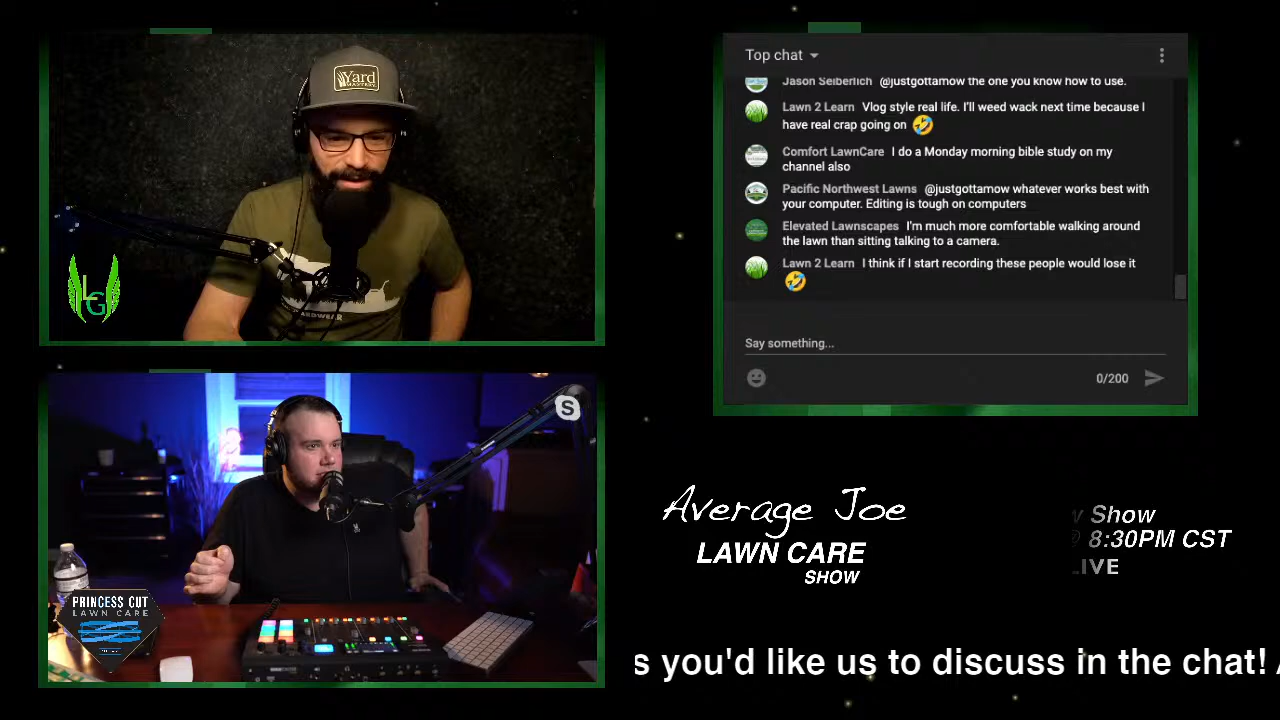 Yard
LG
ARDWEAR
S
PRINCESS CUT
LAWN CARE
Top chat
Jason Seiberlich @justgottamow the one you know how to use.
Lawn 2 Learn Vlog style real life. I'll weed wack next time because I
have real crap going on 🤣
Comfort LawnCare I do a Monday morning bible study on my
channel also
Pacific Northwest Lawns @justgottamow whatever works best with
your computer. Editing is tough on computers
Elevated Lawnscapes I'm much more comfortable walking around
the lawn than sitting talking to a camera.
Lawn 2 Learn I think if I start recording these people would lose it
🤣
Say something...
0/200
Average Joe
LAWN CARE
SHOW
Show
@ 8:30PM CST
LIVE
s you'd like us to discuss in the chat!